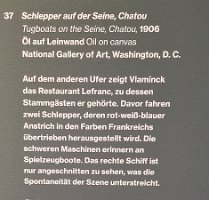 37 Schlepper auf der Seine, Chatou
Tugboats on the Seine, Chatou, 1906
Öl auf Leinwand Oil on canvas
National Gallery of Art, Washington, D. C.
Auf dem anderen Ufer zeigt Vlaminck
das Restaurant Lefranc, zu dessen
Stammgästen er gehörte. Davor fahren
zwei Schlepper, deren rot-weiß-blauer
Anstrich in den Farben Frankreichs
übertrieben herausgestellt wird. Die
schweren Maschinen erinnern an
Spielzeugboote. Das rechte Schiff ist
nur angeschnitten zu sehen, was die
Spontaneität der Szene unterstreicht.